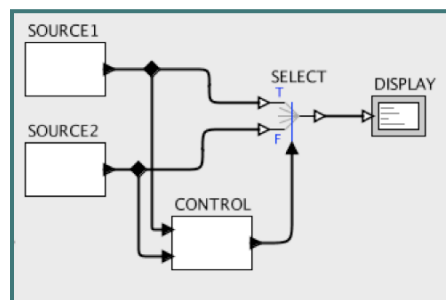 SOURCE1
SELECT
T
DISPLAY
SOURCE2
F
CONTROL